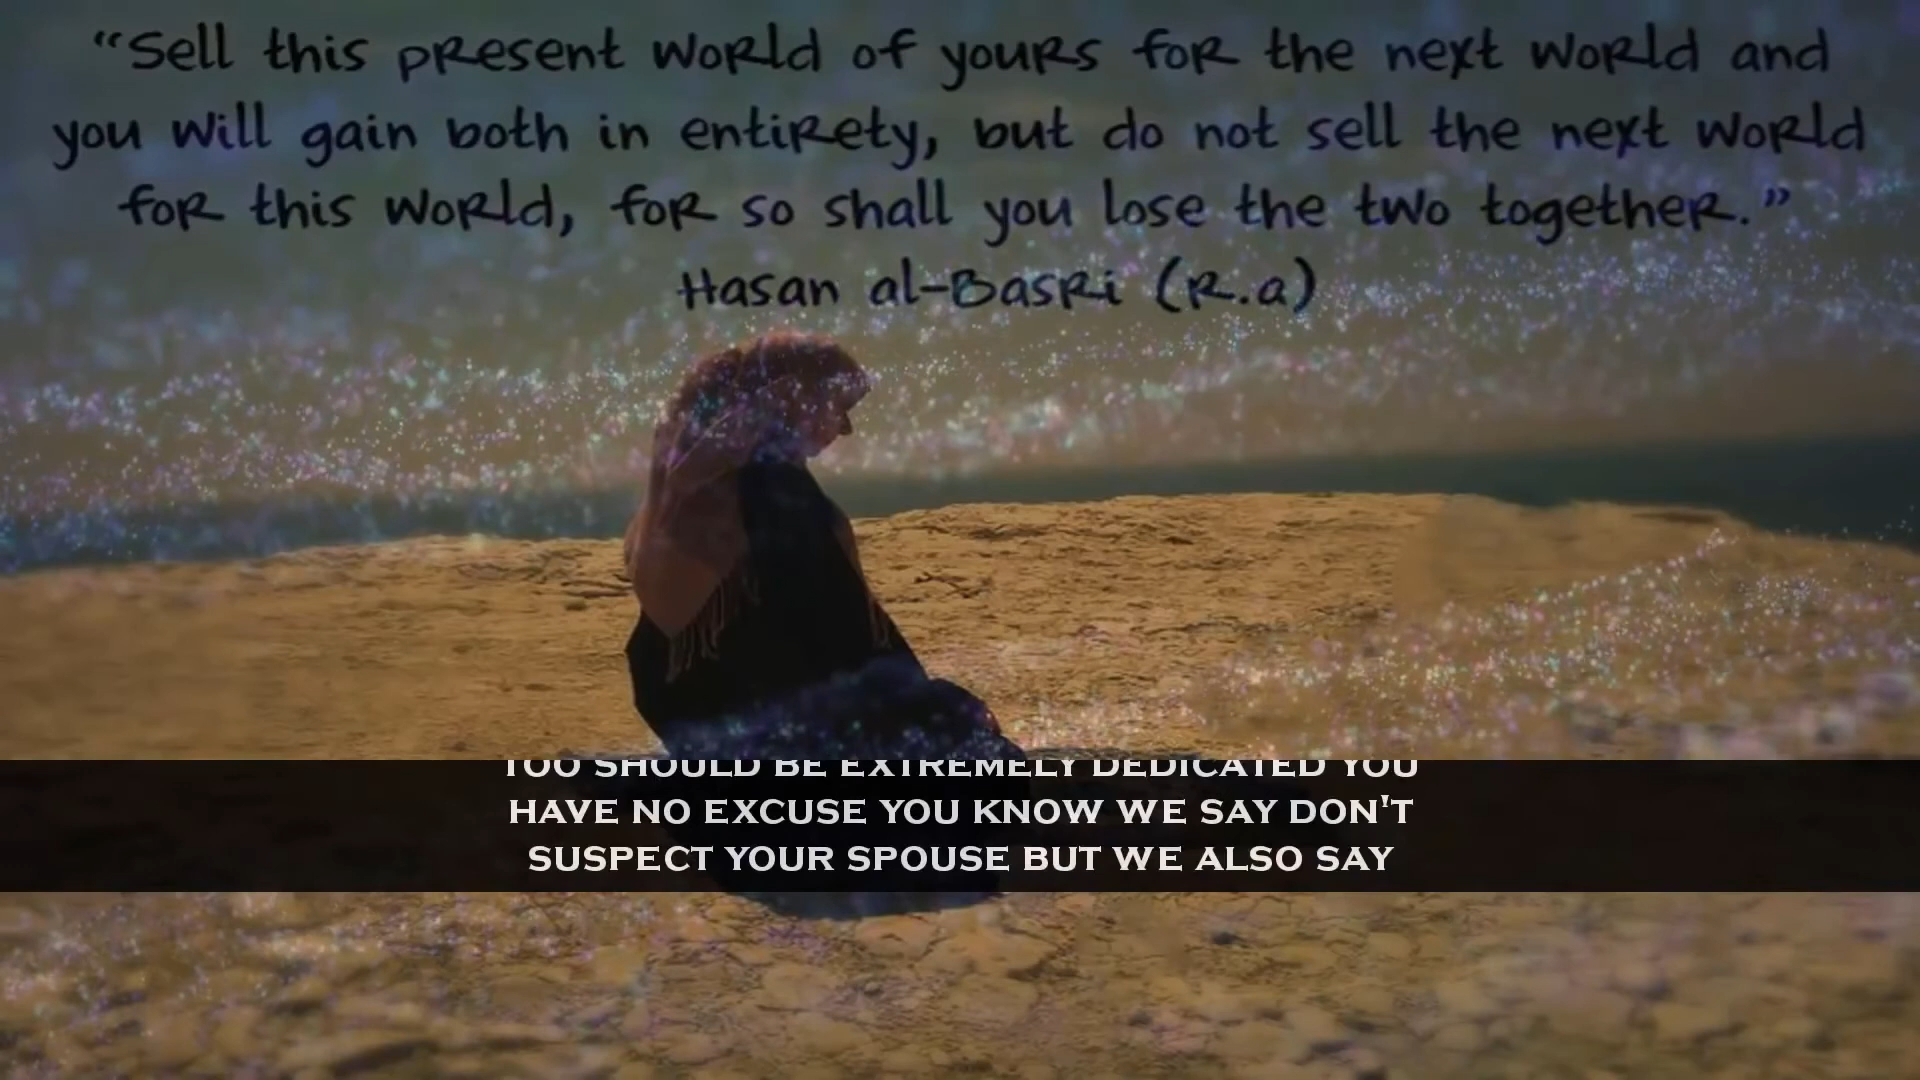 “Sell this present world of yours for the next world and
you will gain both in entirety, but do not sell the next world
for this world, for so shall you lose the two together.”
Hasan al-Basri (R.a)
TOO SHOULD BE EXTREMELY DEDICATED YOU
HAVE NO EXCUSE YOU KNOW WE SAY DON'T
SUSPECT YOUR SPOUSE BUT WE ALSO SAY